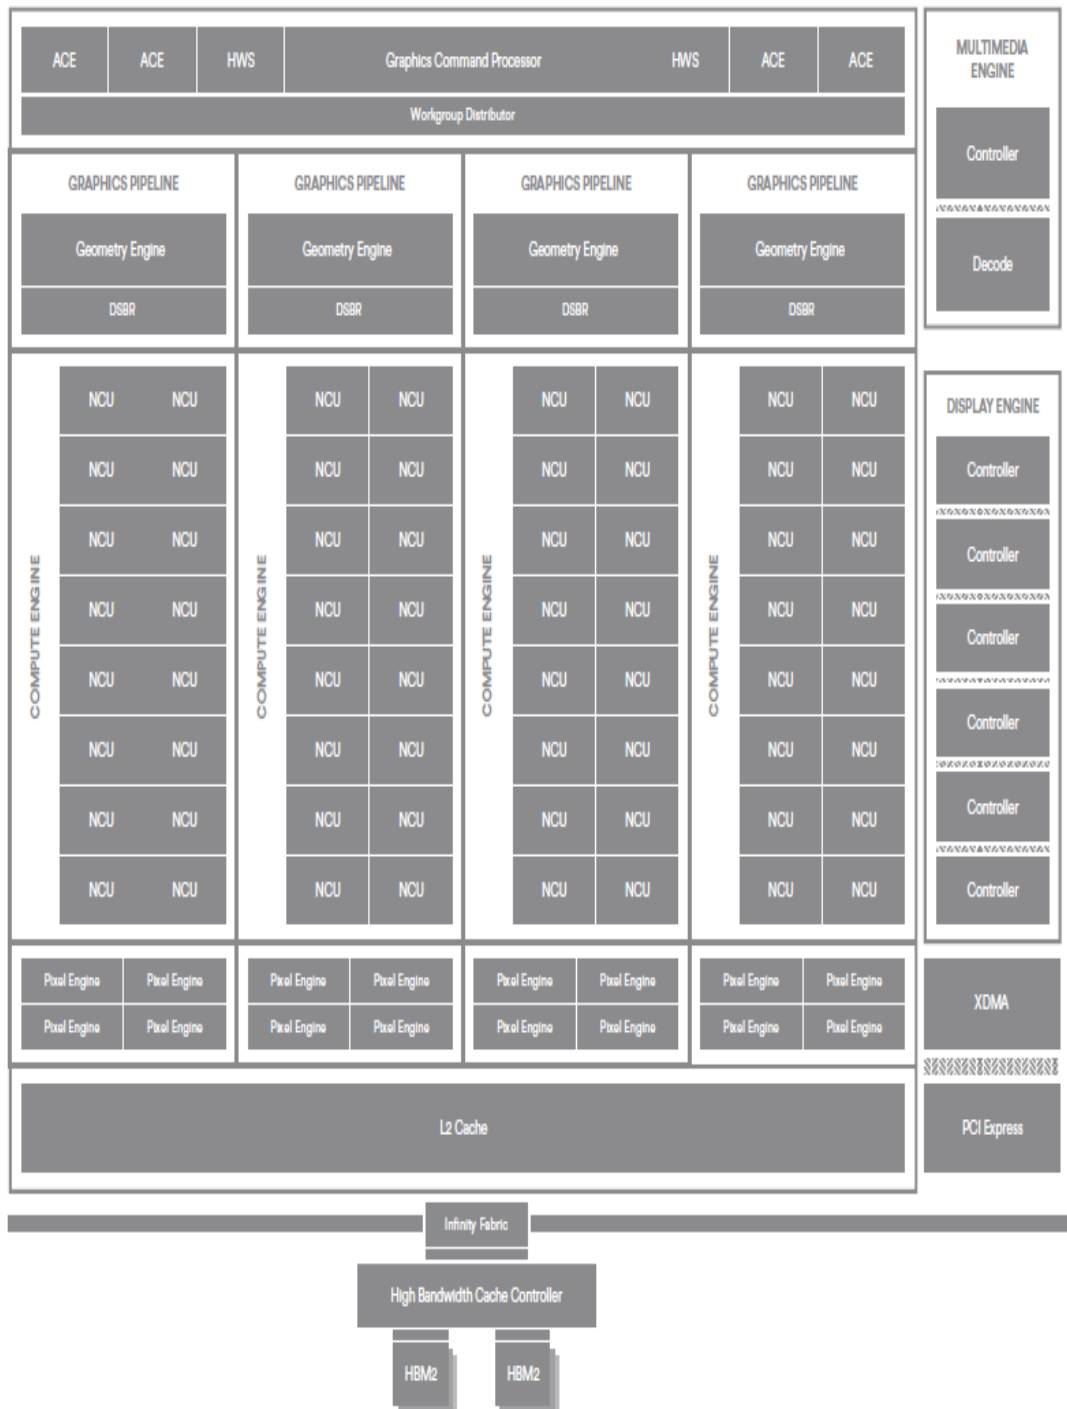 ACE ACE HWS Graphics Command Processor HWS ACE ACE
Workgroup Distributor
MULTIMEDIA
ENGINE
Controller
Decode
GRAPHICS PIPELINE GRAPHICS PIPELINE GRAPHICS PIPELINE GRAPHICS PIPELINE
Geometry Engine Geometry Engine Geometry Engine Geometry Engine
DSBR DSBR DSBR DSBR
COMPUTE ENGINE COMPUTE ENGINE COMPUTE ENGINE COMPUTE ENGINE
NCU NCU NCU NCU NCU NCU NCU NCU
NCU NCU NCU NCU NCU NCU NCU NCU
NCU NCU NCU NCU NCU NCU NCU NCU
NCU NCU NCU NCU NCU NCU NCU NCU
NCU NCU NCU NCU NCU NCU NCU NCU
NCU NCU NCU NCU NCU NCU NCU NCU
NCU NCU NCU NCU NCU NCU NCU NCU
NCU NCU NCU NCU NCU NCU NCU NCU
DISPLAY ENGINE
Controller
Controller
Controller
Controller
Controller
Controller
Pixel Engine Pixel Engine Pixel Engine Pixel Engine Pixel Engine Pixel Engine Pixel Engine Pixel Engine
Pixel Engine Pixel Engine Pixel Engine Pixel Engine Pixel Engine Pixel Engine Pixel Engine Pixel Engine
XDMA
L2 Cache
PCI Express
Infinity Fabric
High Bandwidth Cache Controller
HBM2 HBM2